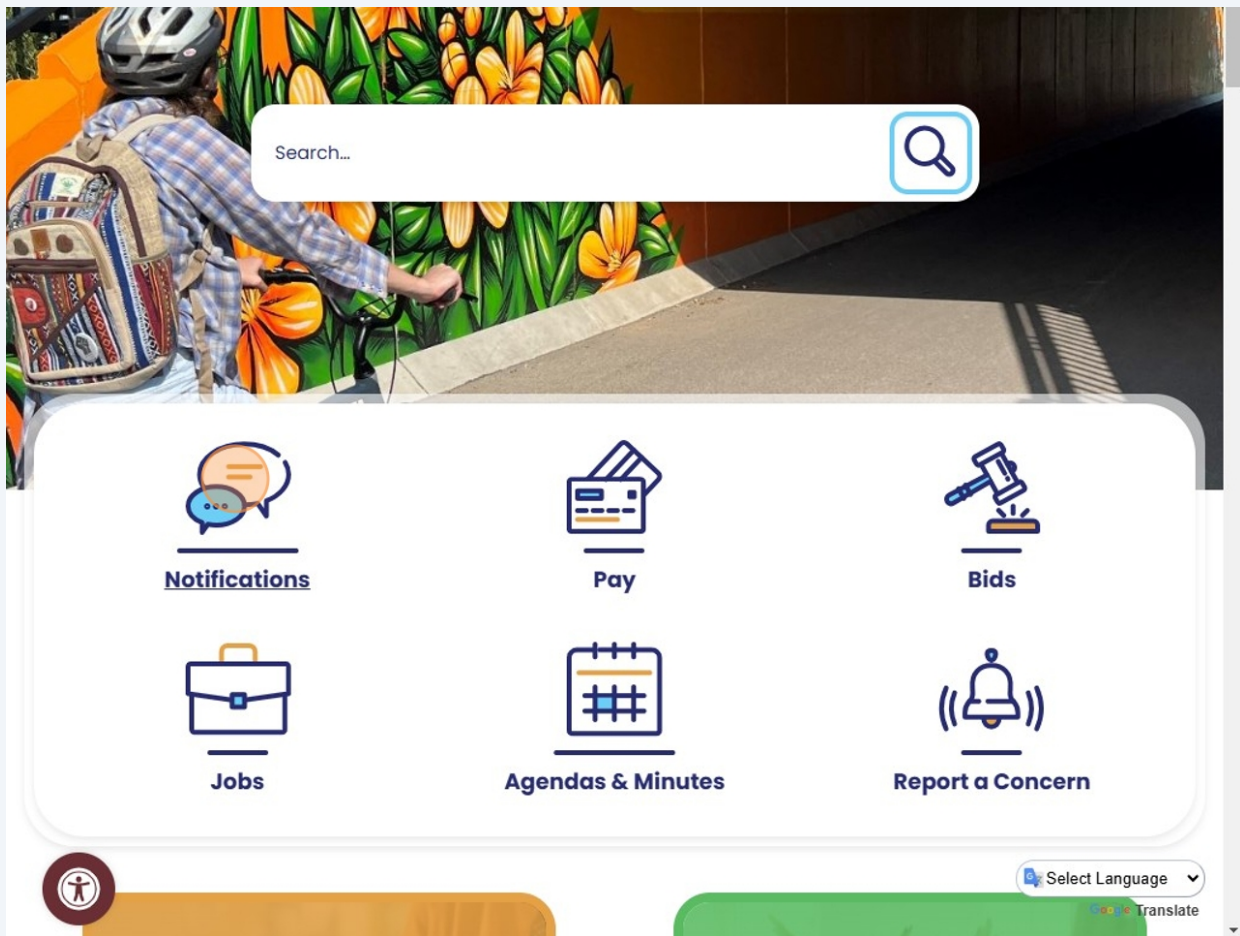 Search...
Notifications
Pay
Bids
Jobs
Agendas & Minutes
Report a Concern
Select Language
Google Translate